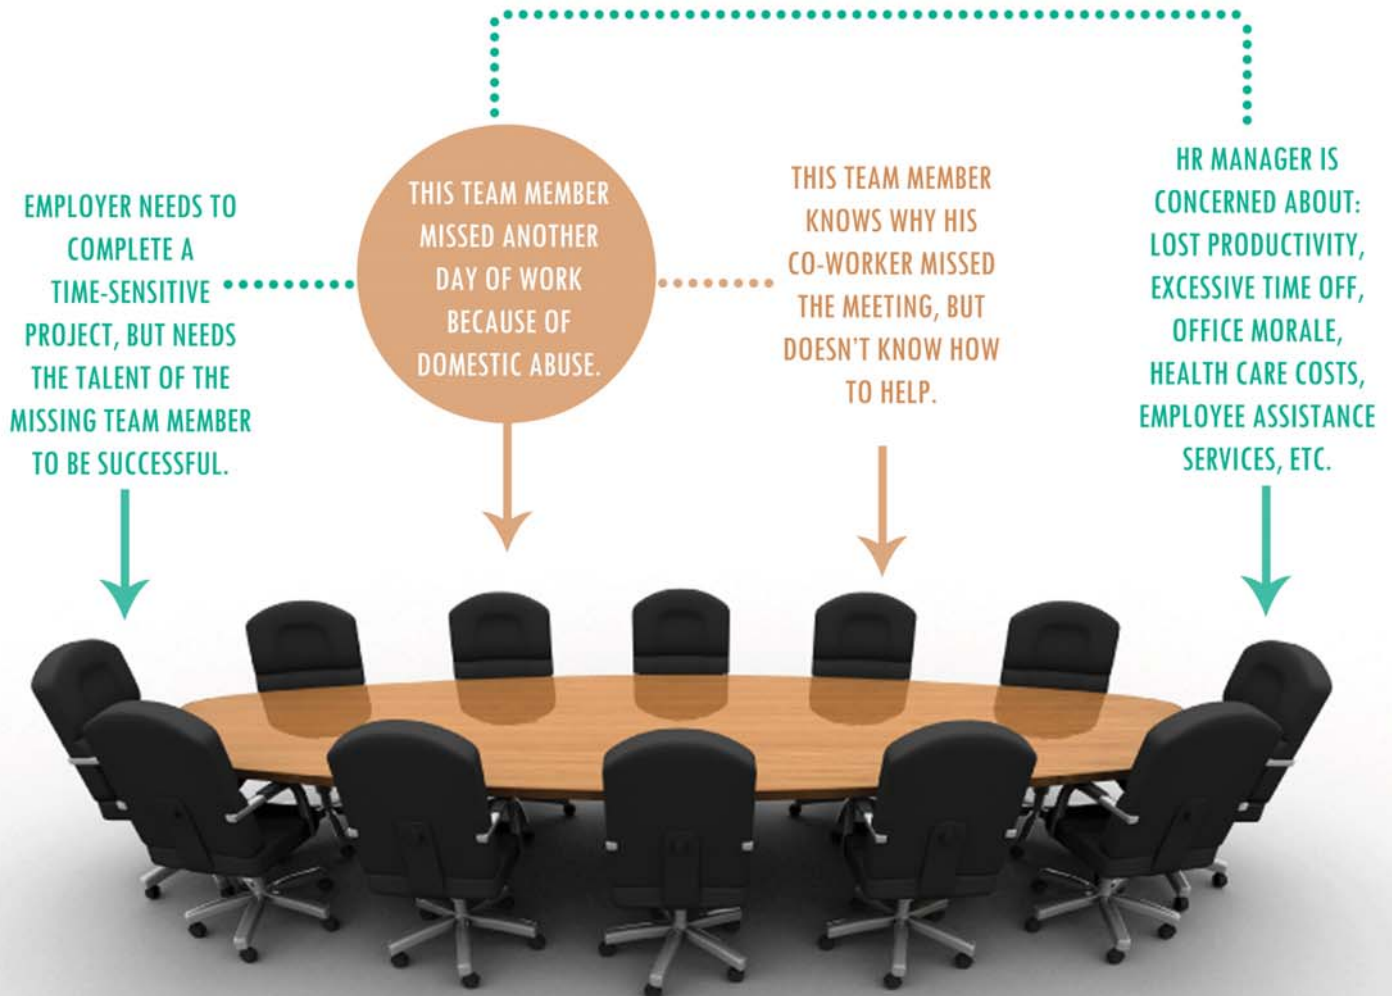 EMPLOYER NEEDS TO
COMPLETE A
TIME-SENSITIVE
PROJECT, BUT NEEDS
THE TALENT OF THE
MISSING TEAM MEMBER
TO BE SUCCESSFUL.
THIS TEAM MEMBER
MISSED ANOTHER
DAY OF WORK
BECAUSE OF
DOMESTIC ABUSE.
THIS TEAM MEMBER
KNOWS WHY HIS
CO-WORKER MISSED
THE MEETING, BUT
DOESN'T KNOW HOW
TO HELP.
HR MANAGER IS
CONCERNED ABOUT:
LOST PRODUCTIVITY,
EXCESSIVE TIME OFF,
OFFICE MORALE,
HEALTH CARE COSTS,
EMPLOYEE ASSISTANCE
SERVICES, ETC.